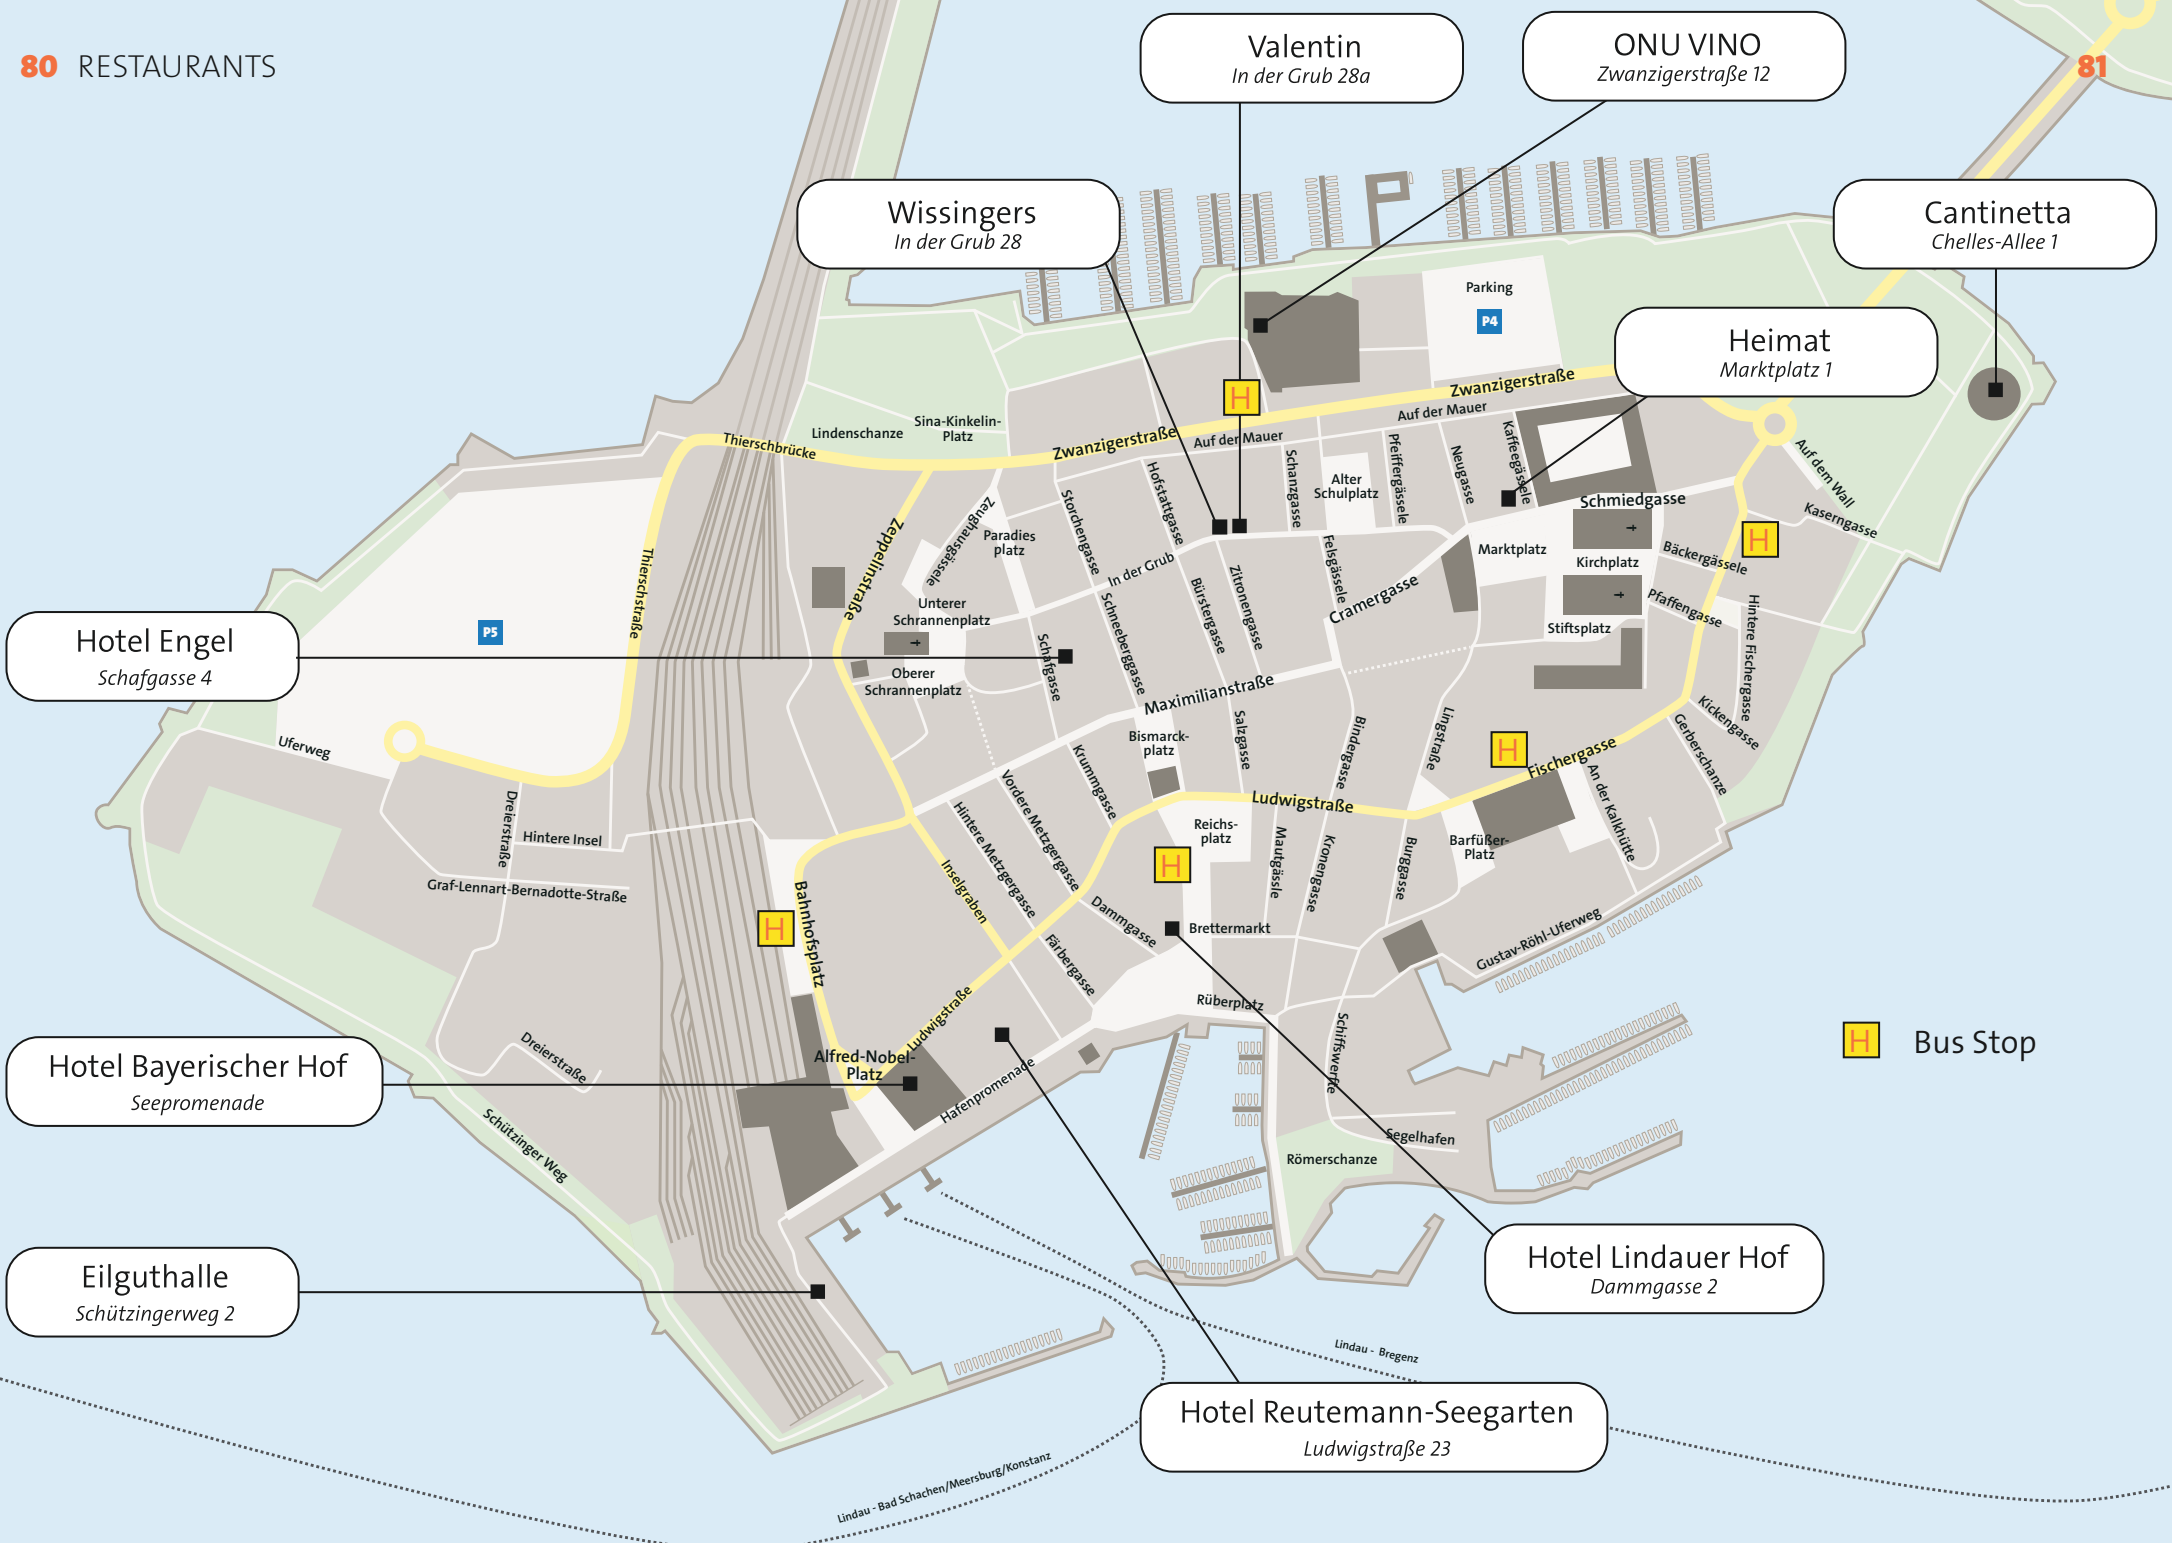 80 RESTAURANTS
81
Valentin
In der Grub 28a
ONU VINO
Zwanzigerstraße 12
Wissingers
In der Grub 28
Cantinetta
Chelles-Allee 1
Heimat
Marktplatz 1
Parking
P4
H
Zwanzigerstraße
Auf der Mauer
Zwanzigerstraße
Auf der Mauer
Sina-Kinkelin-
Platz
Lindenschanze
Thierschbrücke
Kaffeegässele
Neugasse
Pfeiffergässele
Schanzgasse
Alter
Schulplatz
Hofstattgasse
Storchengasse
Zeughausgässele
Paradies
platz
Zeppelinstraße
Thierschstraße
Auf dem Wall
Kaserngasse
Schmiedgasse
H
Bäckergässele
Marktplatz
Kirchplatz
Pfaffengasse
Stiftsplatz
Hintere Fischergasse
In der Grub
Felsgässele
Cramergasse
Zitronengasse
Bürstergasse
Schneeberggasse
Unterer
Schrannenplatz
Schafgasse
Oberer
Schrannenplatz
P5
Hotel Engel
Schafgasse 4
Maximilianstraße
Salzgasse
Bismarck-
platz
Bindergasse
Lingstraße
H
Fischergasse
Kickengasse
Gerberschanze
An der Kalkhütte
Uferweg
Krummgasse
Vordere Metzgergasse
Hintere Metzgergasse
Ludwigstraße
Reichs-
platz
H
Mautgässle
Kronengasse
Burggasse
Barfüßer-
Platz
Dreierstraße
Hintere Insel
Graf-Lennart-Bernadotte-Straße
Inselgraben
H
Bahnhofsplatz
Dammgasse
Färbergasse
Brettermarkt
Gustav-Röhl-Uferweg
Rüberplatz
Ludwigstraße
Alfred-Nobel-
Platz
Hafenpromenade
Schiffswerfte
Segelhafen
Römerschanze
Dreierstraße
Schützinger Weg
H Bus Stop
Hotel Bayerischer Hof
Seepromenade
Eilguthalle
Schützingerweg 2
Hotel Lindauer Hof
Dammgasse 2
Lindau - Bregenz
Hotel Reutemann-Seegarten
Ludwigstraße 23
Lindau - Bad Schachen/Meersburg/Konstanz